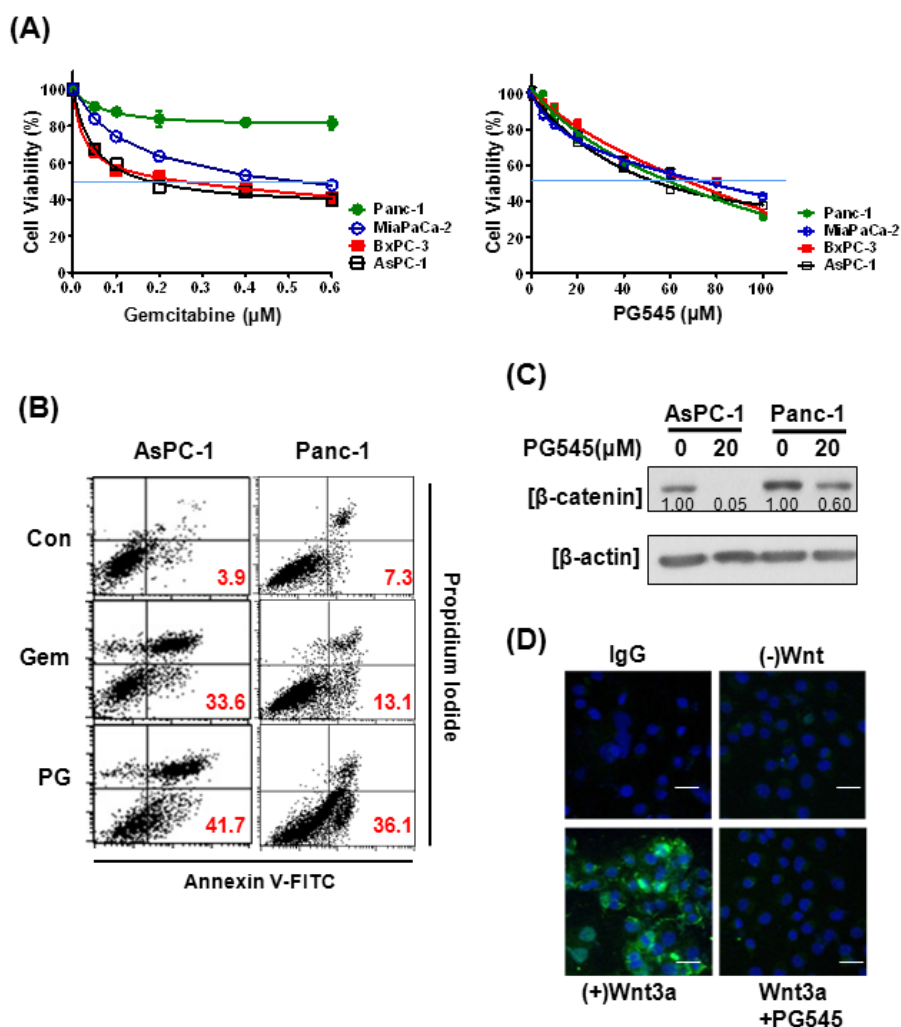 (A)
Cell Viability (%)
100
80
60
40
20
0
0.0 0.1 0.2 0.3 0.4 0.5 0.6
Gemcitabine (µM)
Panc-1
MiaPaCa-2
BxPC-3
AsPC-1
Cell Viability (%)
100
80
60
40
20
0
0 20 40 60 80 100
PG545 (µM)
Panc-1
MiaPaCa-2
BxPC-3
AsPC-1
(B)
AsPC-1 Panc-1
Con
3.9 7.3
Gem
33.6 13.1
PG
41.7 36.1
Annexin V-FITC
Propidium Iodide
(C)
AsPC-1 Panc-1
PG545(µM) 0 20 0 20
[β-catenin]
1.00 0.05 1.00 0.60
[β-actin]
(D)
IgG (-)Wnt
(+)Wnt3a Wnt3a
+PG545